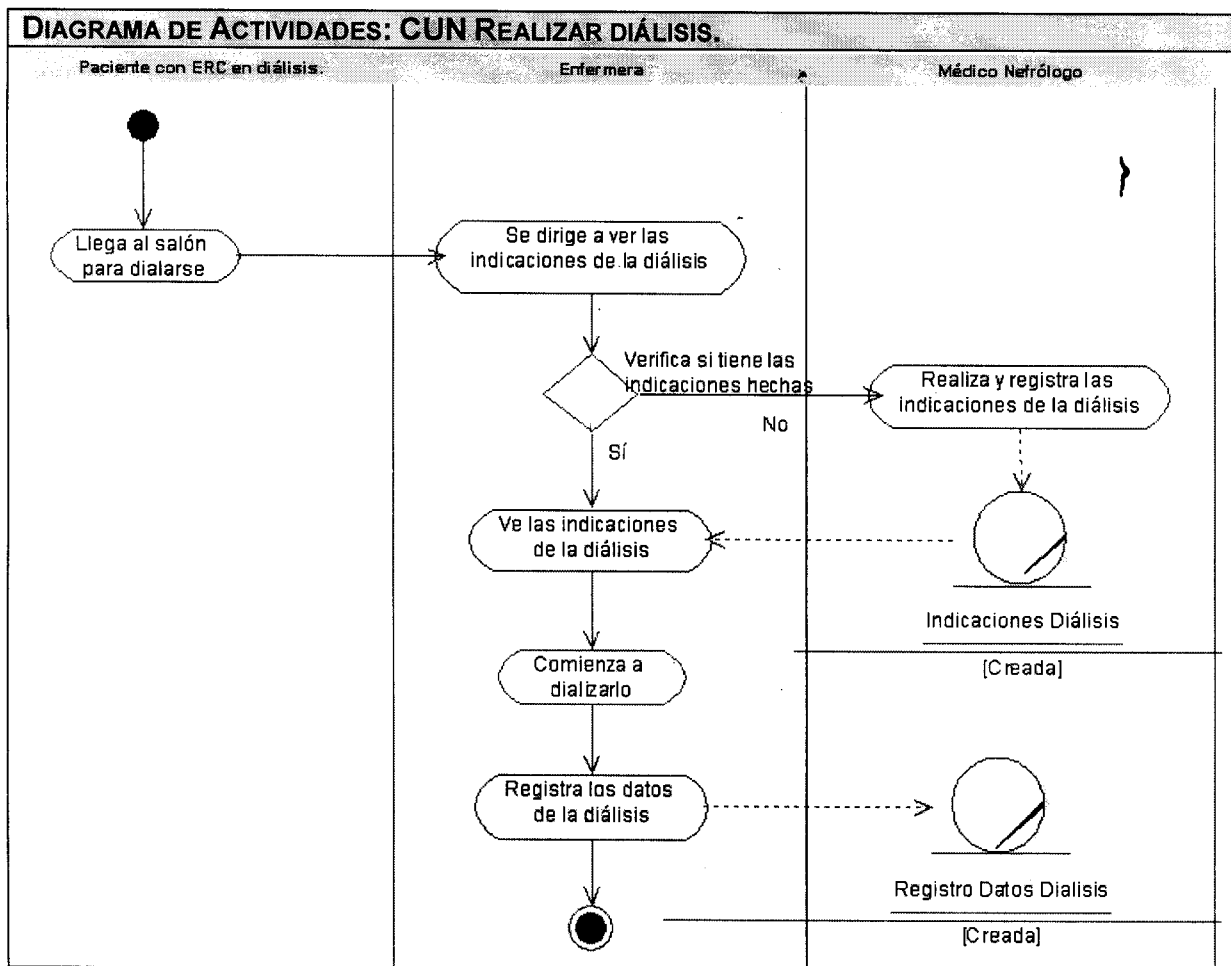 DIAGRAMA DE ACTIVIDADES: CUN REALIZAR DIÁLISIS.
Paciente con ERC en diálisis.
Enfermera
Médico Nefrólogo
Llega al salón
para dialarse
Se dirige a ver las
indicaciones de la diálisis
Verifica si tiene las
indicaciones hechas
No
Sí
Realiza y registra las
indicaciones de la diálisis
Ve las indicaciones
de la diálisis
Indicaciones Diálisis
[Creada]
Comienza a
dializarlo
Registra los datos
de la diálisis
Registro Datos Dialisis
[Creada]